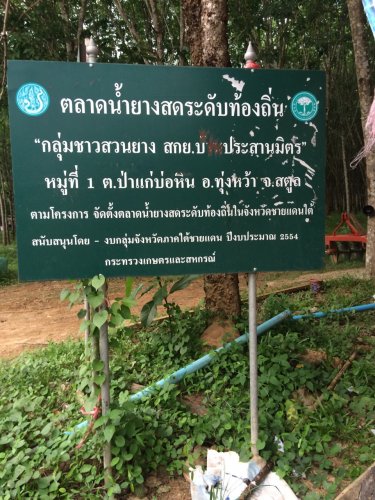 ตลาดน้ำยางสดระดับท้องถิ่น
"กลุ่มชาวสวนยาง สกย. ประสานมิตร"
หมู่ที่ 1 ต.ป่าแก่บ่อหิน อ.ทุ่งหว้า จ.สตูล
ตามโครงการ จัดตั้งตลาดน้ำยางสดระดับท้องถิ่นในจังหวัดชายแดนใต้
สนับสนุนโดย - งบกลุ่มจังหวัดภาคใต้ชายแดน ปีงบประมาณ 2554
กระทรวงเกษตรและสหกรณ์